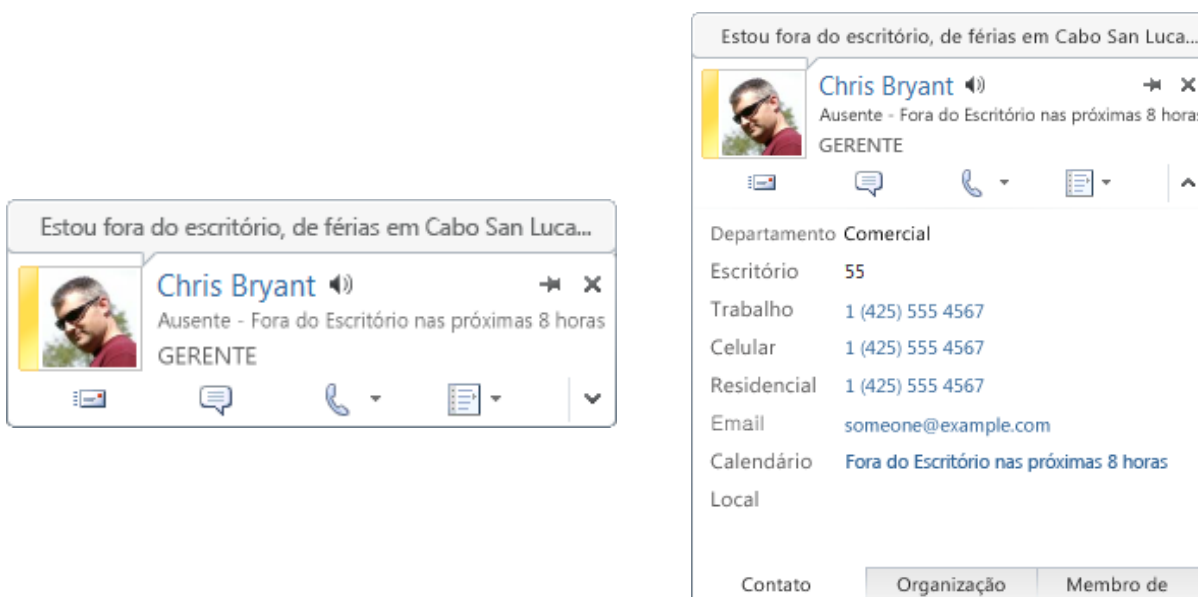 Estou fora do escritório, de férias em Cabo San Luca...
Chris Bryant
Ausente - Fora do Escritório nas próximas 8 horas
GERENTE
Estou fora do escritório, de férias em Cabo San Luca...
Chris Bryant
Ausente - Fora do Escritório nas próximas 8 horas
GERENTE
Departamento Comercial
Escritório 55
Trabalho 1 (425) 555 4567
Celular 1 (425) 555 4567
Residencial 1 (425) 555 4567
Email someone@example.com
Calendário Fora do Escritório nas próximas 8 horas
Local
Contato Organização Membro de